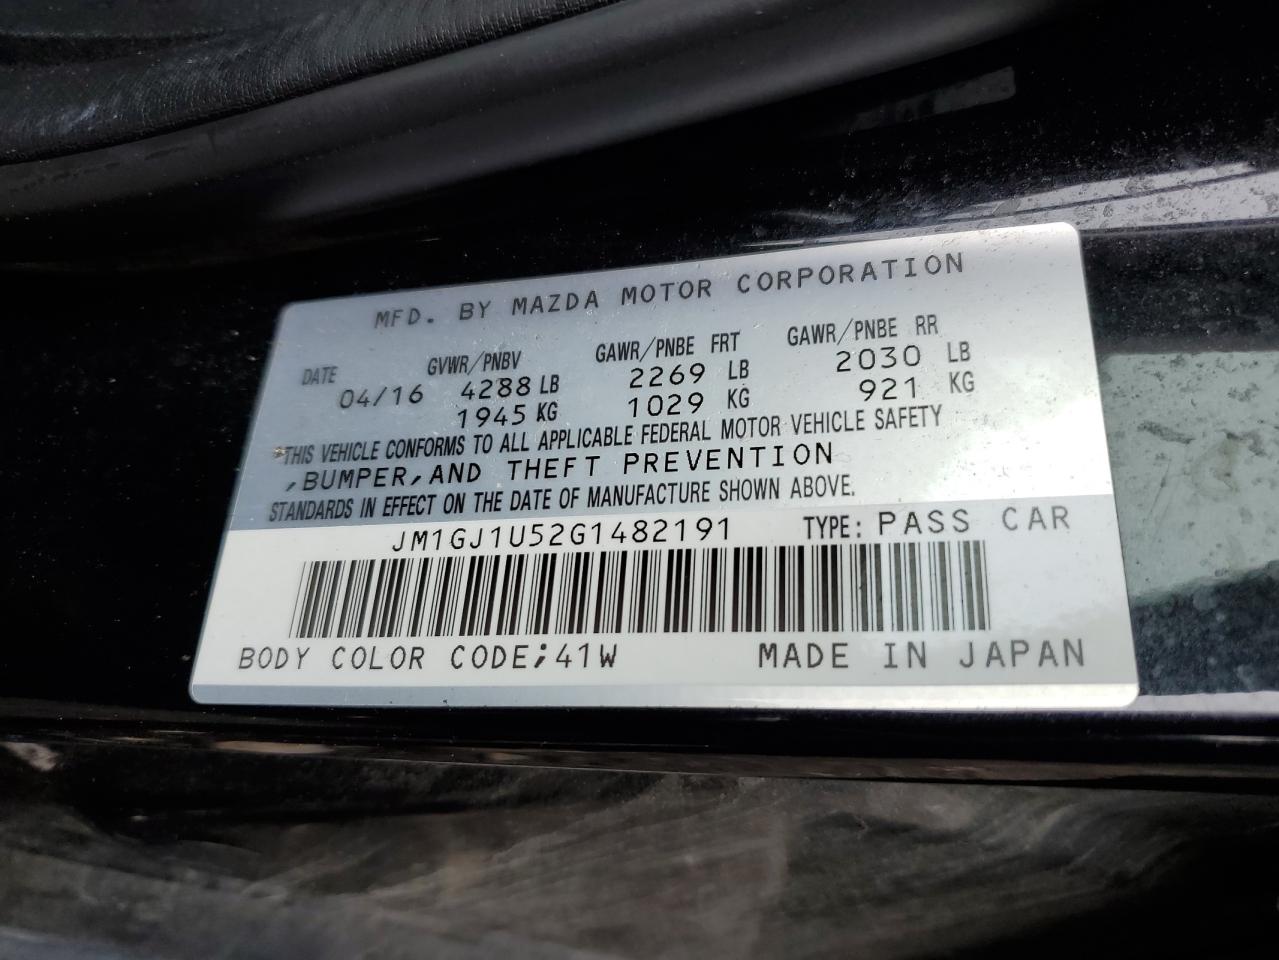 MFD. BY MAZDA MOTOR CORPORATION
DATE GVWR/PNBV GAWR/PNBE FRT GAWR/PNBE RR
04/16 4288 LB 2269 LB 2030 LB
1945 KG 1029 KG 921 KG
*THIS VEHICLE CONFORMS TO ALL APPLICABLE FEDERAL MOTOR VEHICLE SAFETY
,BUMPER,AND THEFT PREVENTION
STANDARDS IN EFFECT ON THE DATE OF MANUFACTURE SHOWN ABOVE.
JM1GJ1U52G1482191 TYPE: PASS CAR
BODY COLOR CODE;41W MADE IN JAPAN